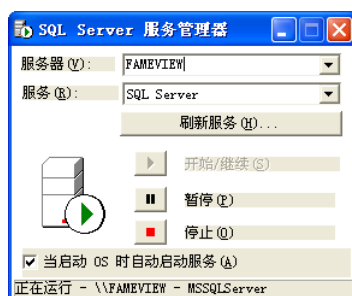 SQL Server 服务管理器
服务器(V): FAMEVIEW
服务(R): SQL Server
刷新服务(H)...
开始/继续(S)
暂停(P)
停止(O)
当启动 OS 时自动启动服务(A)
正在运行 - \\FAMEVIEW - MSSQLServer